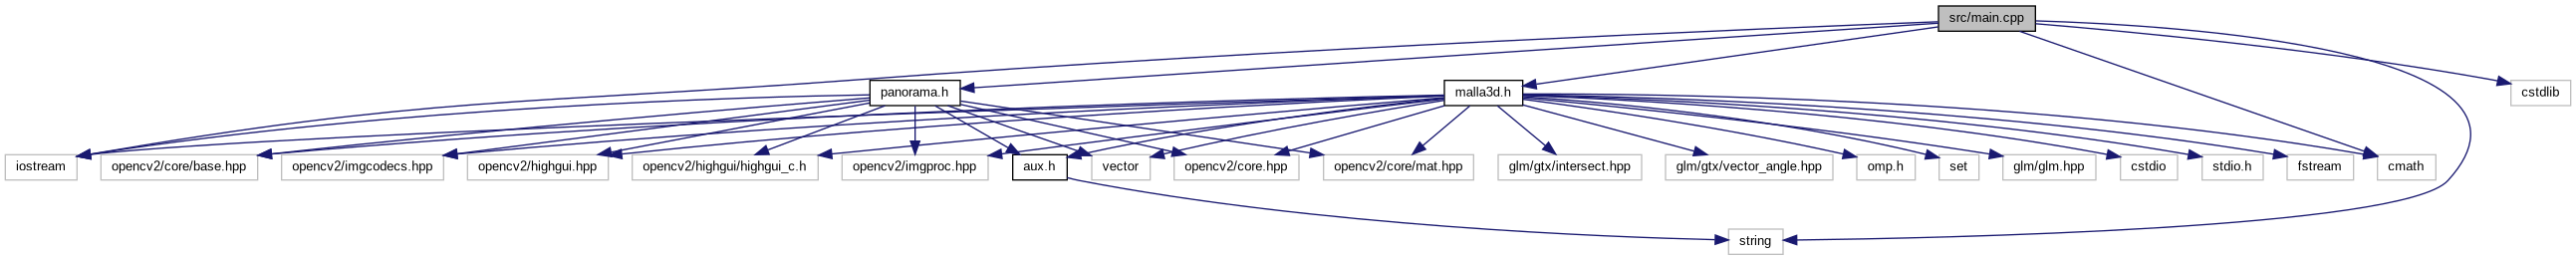 src/main.cpp
panorama.h
malla3d.h
cstdlib
iostream
opencv2/core/base.hpp
opencv2/imgcodecs.hpp
opencv2/highgui.hpp
opencv2/highgui/highgui_c.h
opencv2/imgproc.hpp
aux.h
vector
opencv2/core.hpp
opencv2/core/mat.hpp
glm/gtx/intersect.hpp
glm/gtx/vector_angle.hpp
omp.h
set
glm/glm.hpp
cstdio
stdio.h
fstream
cmath
string